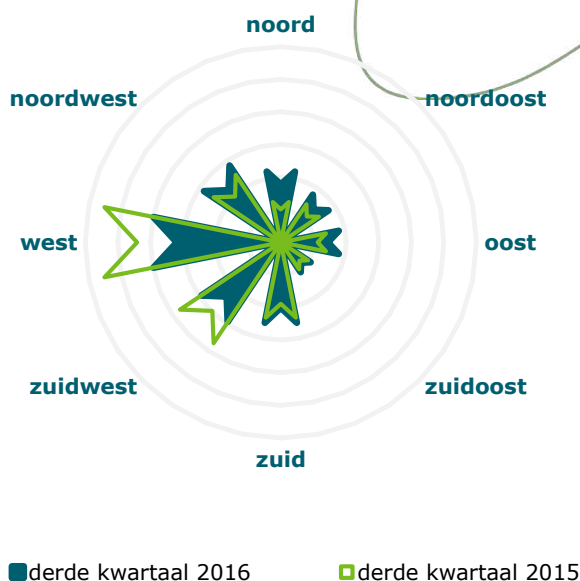 noord
noordwest
noordoost
west
oost
zuidwest
zuidoost
zuid
derde kwartaal 2016
derde kwartaal 2015